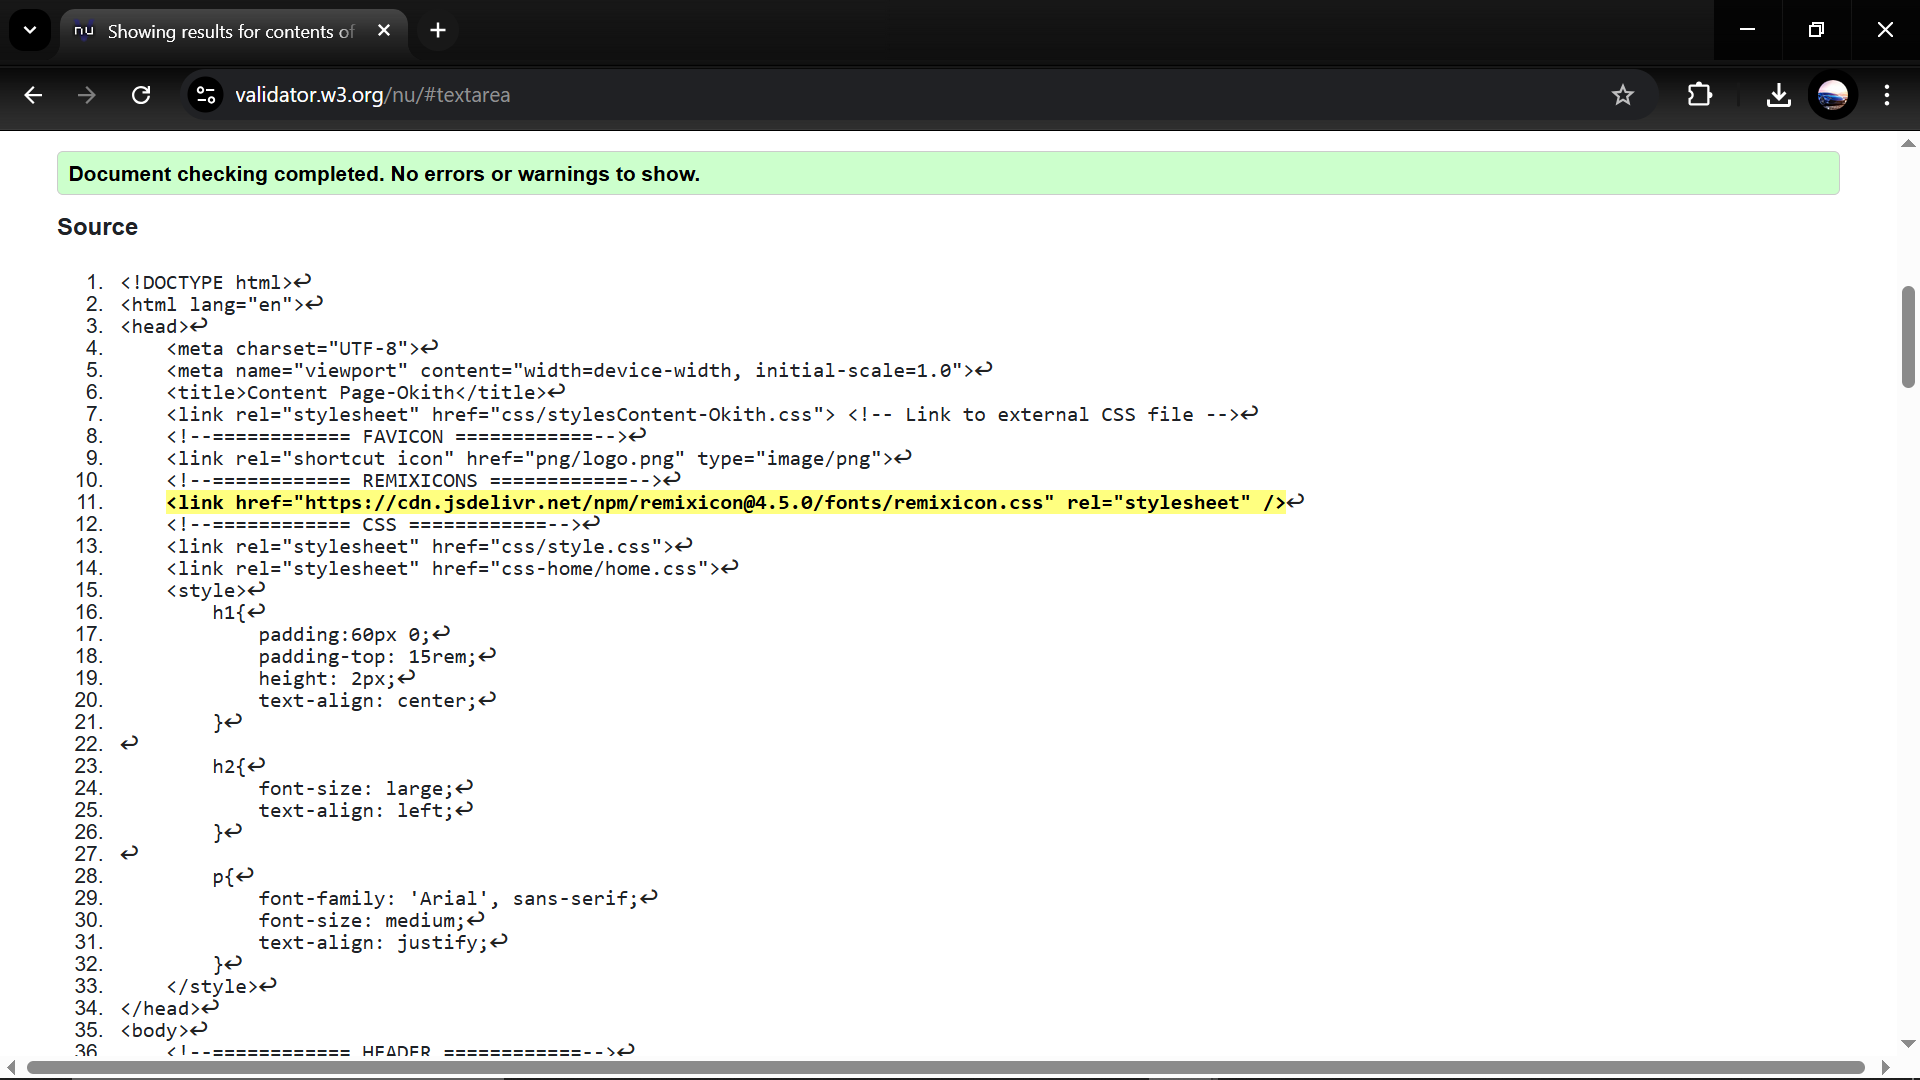 nu Showing results for contents of
validator.w3.org/nu/#textarea
Document checking completed. No errors or warnings to show.
Source
1. <!DOCTYPE html>↩
2. <html lang="en">↩
3. <head>↩
4. <meta charset="UTF-8">↩
5. <meta name="viewport" content="width=device-width, initial-scale=1.0">↩
6. <title>Content Page-Okith</title>↩
7. <link rel="stylesheet" href="css/stylesContent-Okith.css"> <!-- Link to external CSS file -->↩
8. <!--============ FAVICON ============-->↩
9. <link rel="shortcut icon" href="png/logo.png" type="image/png">↩
10. <!--============ REMIXICONS ============-->↩
11. <link href="https://cdn.jsdelivr.net/npm/remixicon@4.5.0/fonts/remixicon.css" rel="stylesheet" />↩
12. <!--============ CSS ============-->↩
13. <link rel="stylesheet" href="css/style.css">↩
14. <link rel="stylesheet" href="css-home/home.css">↩
15. <style>↩
16. h1{↩
17. padding:60px 0;↩
18. padding-top: 15rem;↩
19. height: 2px;↩
20. text-align: center;↩
21. }↩
22. ↩
23. h2{↩
24. font-size: large;↩
25. text-align: left;↩
26. }↩
27. ↩
28. p{↩
29. font-family: 'Arial', sans-serif;↩
30. font-size: medium;↩
31. text-align: justify;↩
32. }↩
33. </style>↩
34. </head>↩
35. <body>↩
36. <!--============ HEADER ============-->↩